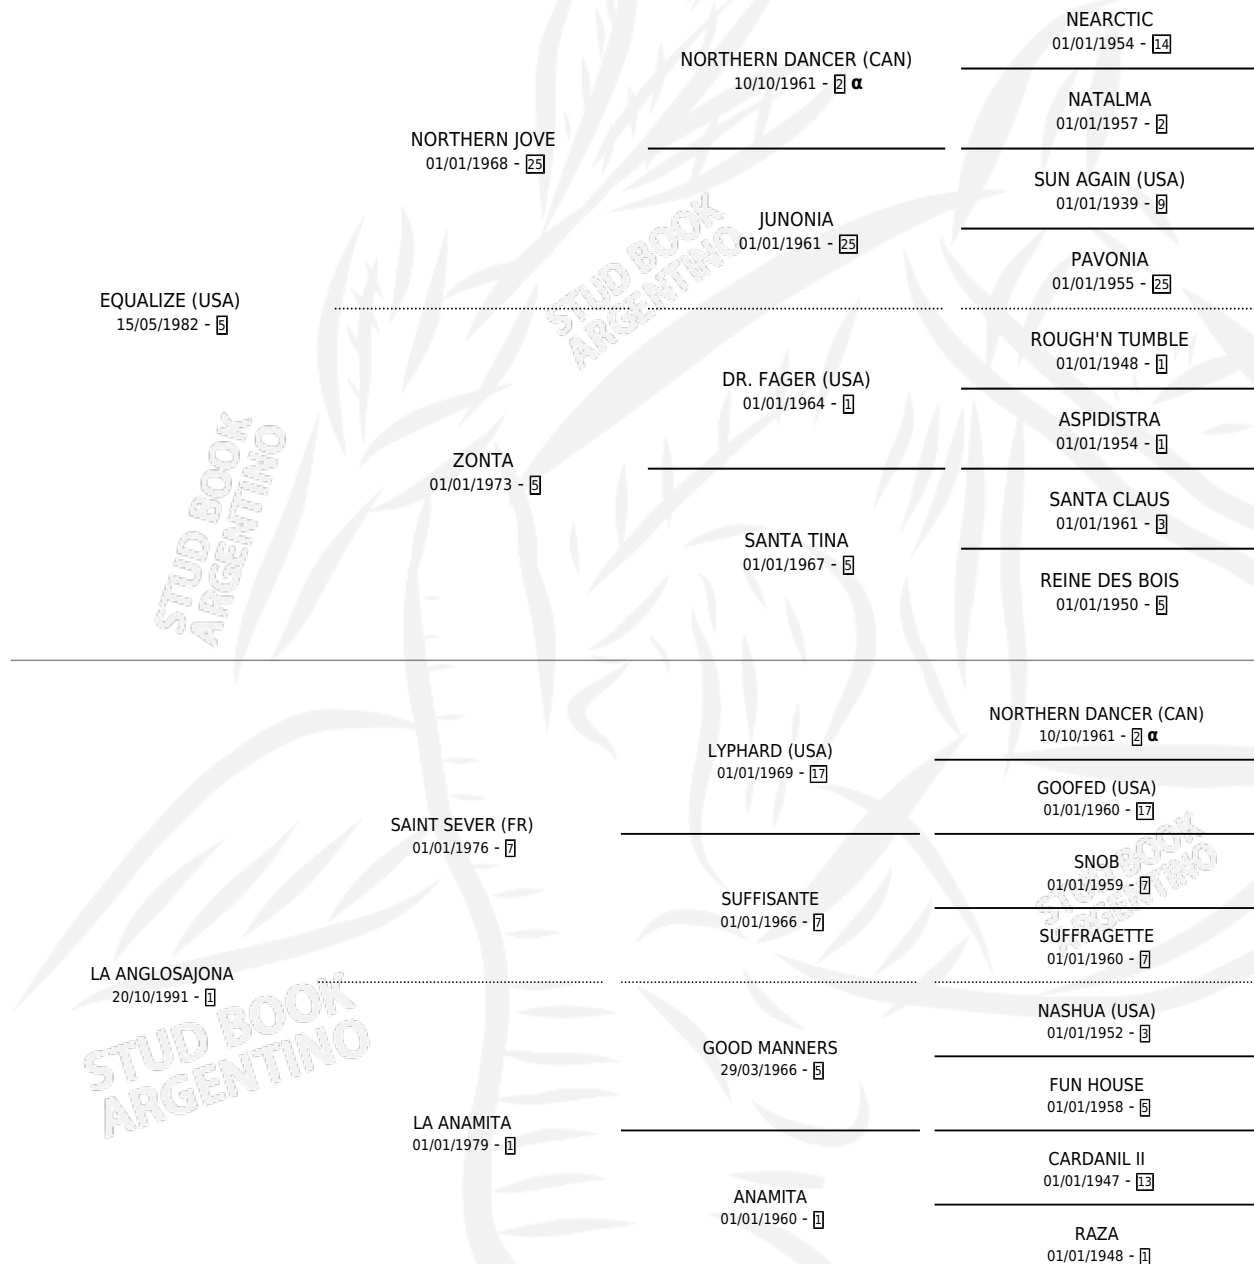 NEARCTIC
01/01/1954 - 14
NORTHERN DANCER (CAN)
10/10/1961 - 2 α
NATALMA
01/01/1957 - 2
NORTHERN JOVE
01/01/1968 - 25
SUN AGAIN (USA)
01/01/1939 - 9
JUNONIA
01/01/1961 - 25
PAVONIA
01/01/1955 - 25
EQUALIZE (USA)
15/05/1982 - 5
ROUGH'N TUMBLE
01/01/1948 - 1
DR. FAGER (USA)
01/01/1964 - 1
ASPIDISTRA
01/01/1954 - 1
ZONTA
01/01/1973 - 5
SANTA CLAUS
01/01/1961 - 3
SANTA TINA
01/01/1967 - 5
REINE DES BOIS
01/01/1950 - 5
NORTHERN DANCER (CAN)
10/10/1961 - 2 α
LYPHARD (USA)
01/01/1969 - 17
GOOFED (USA)
01/01/1960 - 17
SAINT SEVER (FR)
01/01/1976 - 7
SNOB
01/01/1959 - 7
SUFFISANTE
01/01/1966 - 7
SUFFRAGETTE
01/01/1960 - 7
LA ANGLOSAJONA
20/10/1991 - 1
NASHUA (USA)
01/01/1952 - 3
GOOD MANNERS
29/03/1966 - 5
FUN HOUSE
01/01/1958 - 5
LA ANAMITA
01/01/1979 - 1
CARDANIL II
01/01/1947 - 13
ANAMITA
01/01/1960 - 1
RAZA
01/01/1948 - 1
STUD BOOK
ARGENTINO
STUD BOOK
ARGENTINO
STUD BOOK
ARGENTINO
STUD BOOK
ARGENTINO